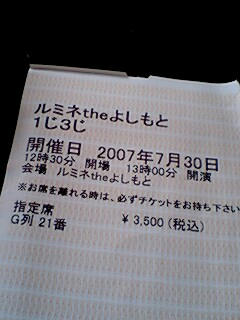 ルミネtheよしもと
1じ3じ
開催日 2007年7月30日
12時30分 開場 13時00分 開演
会場 ルミネtheよしもと
※お席を離れる時は、必ずチケットをお持ち下さい
指定席
G列 21番 ￥3,500(税込)